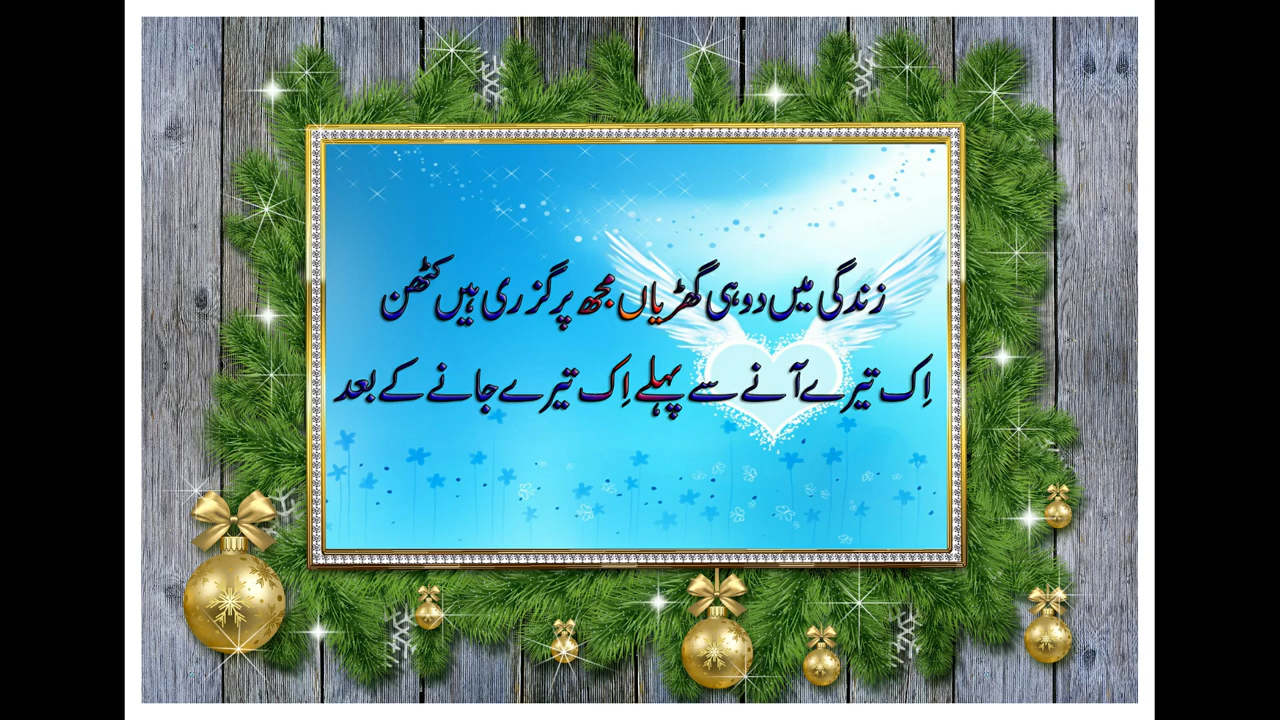 زندگی میں دو ہی گھڑیاں مجھ پر گزری ہیں کٹھن
اِک تیرے آنے سے پہلے اِک تیرے جانے کے بعد